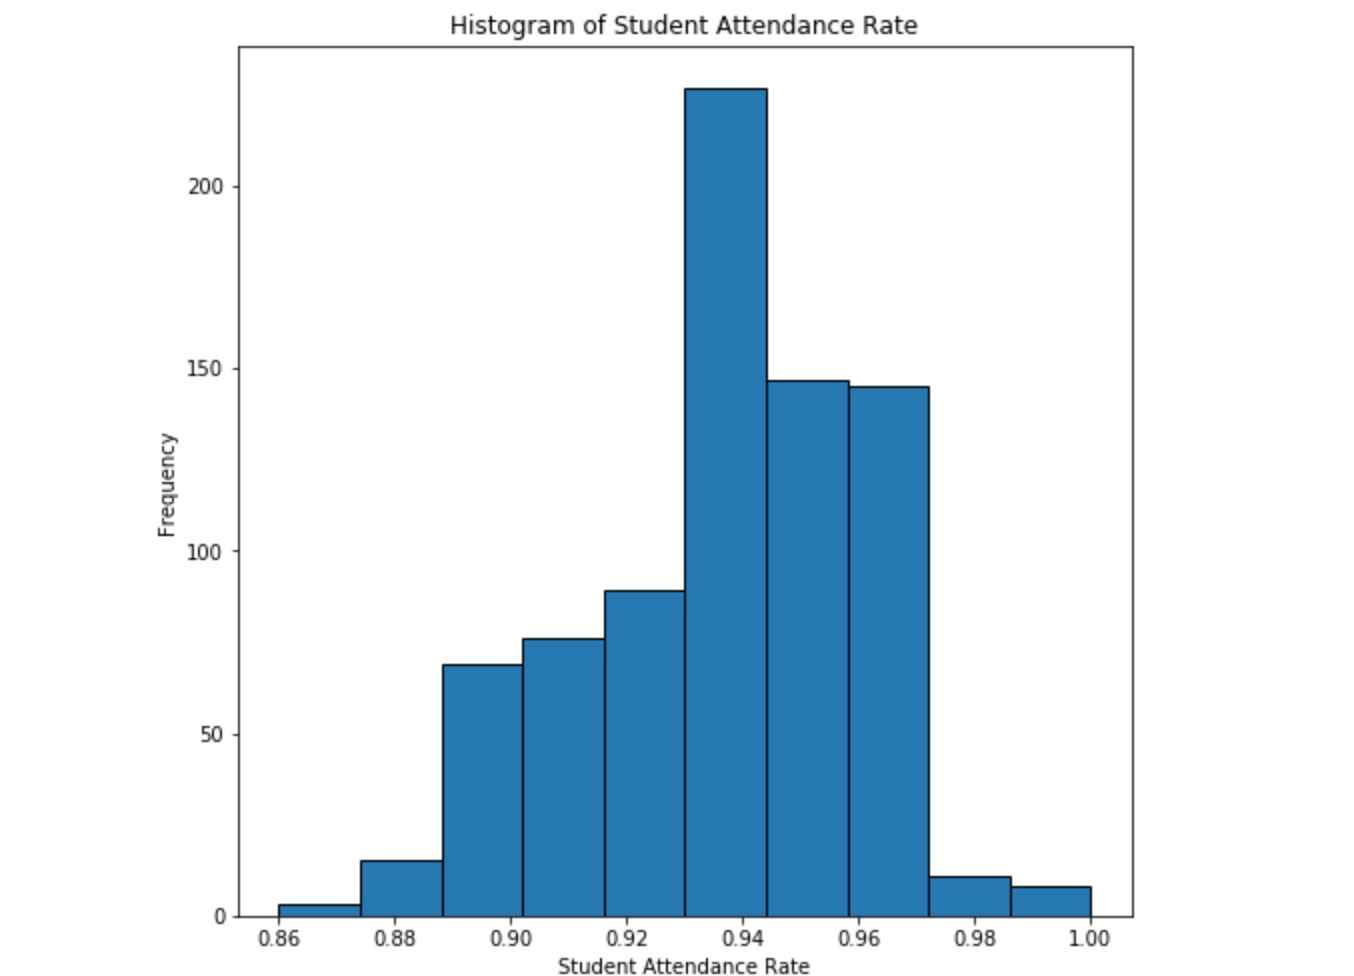 Histogram of Student Attendance Rate
200
150
100
50
0
Frequency
0.86 0.88 0.90 0.92 0.94 0.96 0.98 1.00
Student Attendance Rate